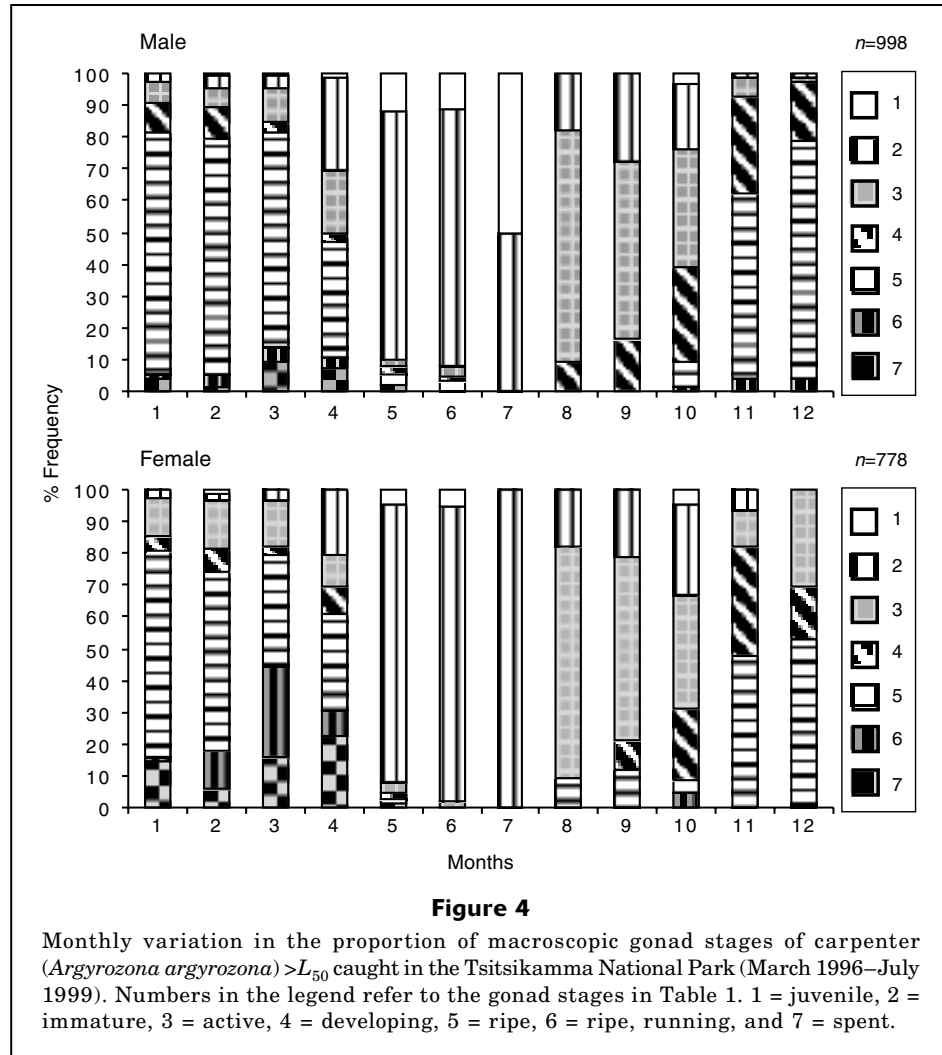 Male
n=998
100
90
80
70
60
50
40
30
20
10
0
1 2 3 4 5 6 7 8 9 10 11 12
1
2
3
4
5
6
7
% Frequency
Female
n=778
100
90
80
70
60
50
40
30
20
10
0
1 2 3 4 5 6 7 8 9 10 11 12
1
2
3
4
5
6
7
Months
Figure 4
Monthly variation in the proportion of macroscopic gonad stages of carpenter
(Argyrozona argyrozona) >L50 caught in the Tsitsikamma National Park (March 1996–July
1999). Numbers in the legend refer to the gonad stages in Table 1. 1 = juvenile, 2 =
immature, 3 = active, 4 = developing, 5 = ripe, 6 = ripe, running, and 7 = spent.